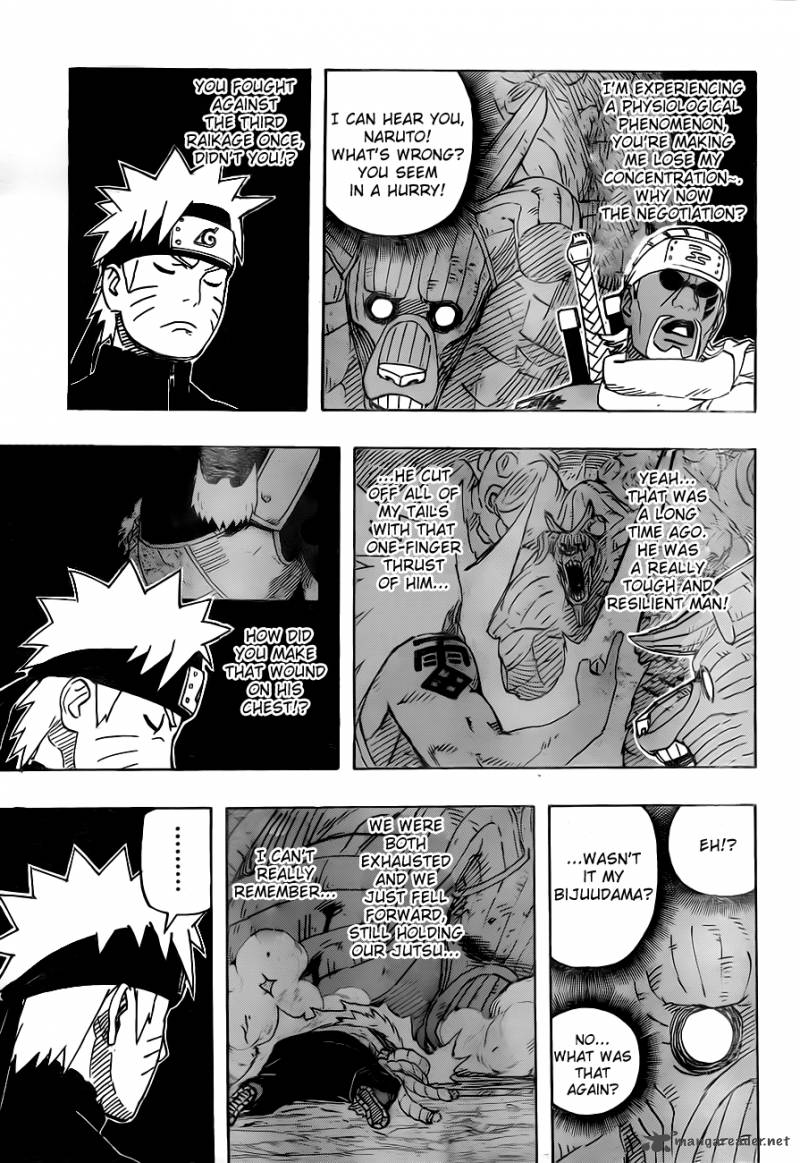 I'M EXPERIENCING
A PHYSIOLOGICAL
PHENOMENON,
YOU'RE MAKING
ME LOSE MY
CONCENTRATION~.
WHY NOW
THE NEGOTIATION?
I CAN HEAR YOU,
NARUTO!
WHAT'S WRONG?
YOU SEEM
IN A HURRY!
YOU FOUGHT
AGAINST
THE THIRD
RAIKAGE ONCE,
DIDN'T YOU!?
YEAH...
THAT WAS
A LONG
TIME AGO.
HE WAS
A REALLY
TOUGH AND
RESILIENT MAN!
...HE CUT
OFF ALL OF
MY TAILS
WITH THAT
ONE-FINGER
THRUST
OF HIM...
雷
HOW DID
YOU MAKE
THAT WOUND
ON HIS
CHEST!?
EH!?
...WASN'T
IT MY
BIJUUDAMA?
NO...
WHAT WAS
THAT
AGAIN?
WE WERE
BOTH
EXHAUSTED
AND WE
JUST FELL
FORWARD,
STILL HOLDING
OUR JUTSU...
I CAN'T
REALLY
REMEMBER...
........
mangareader.net